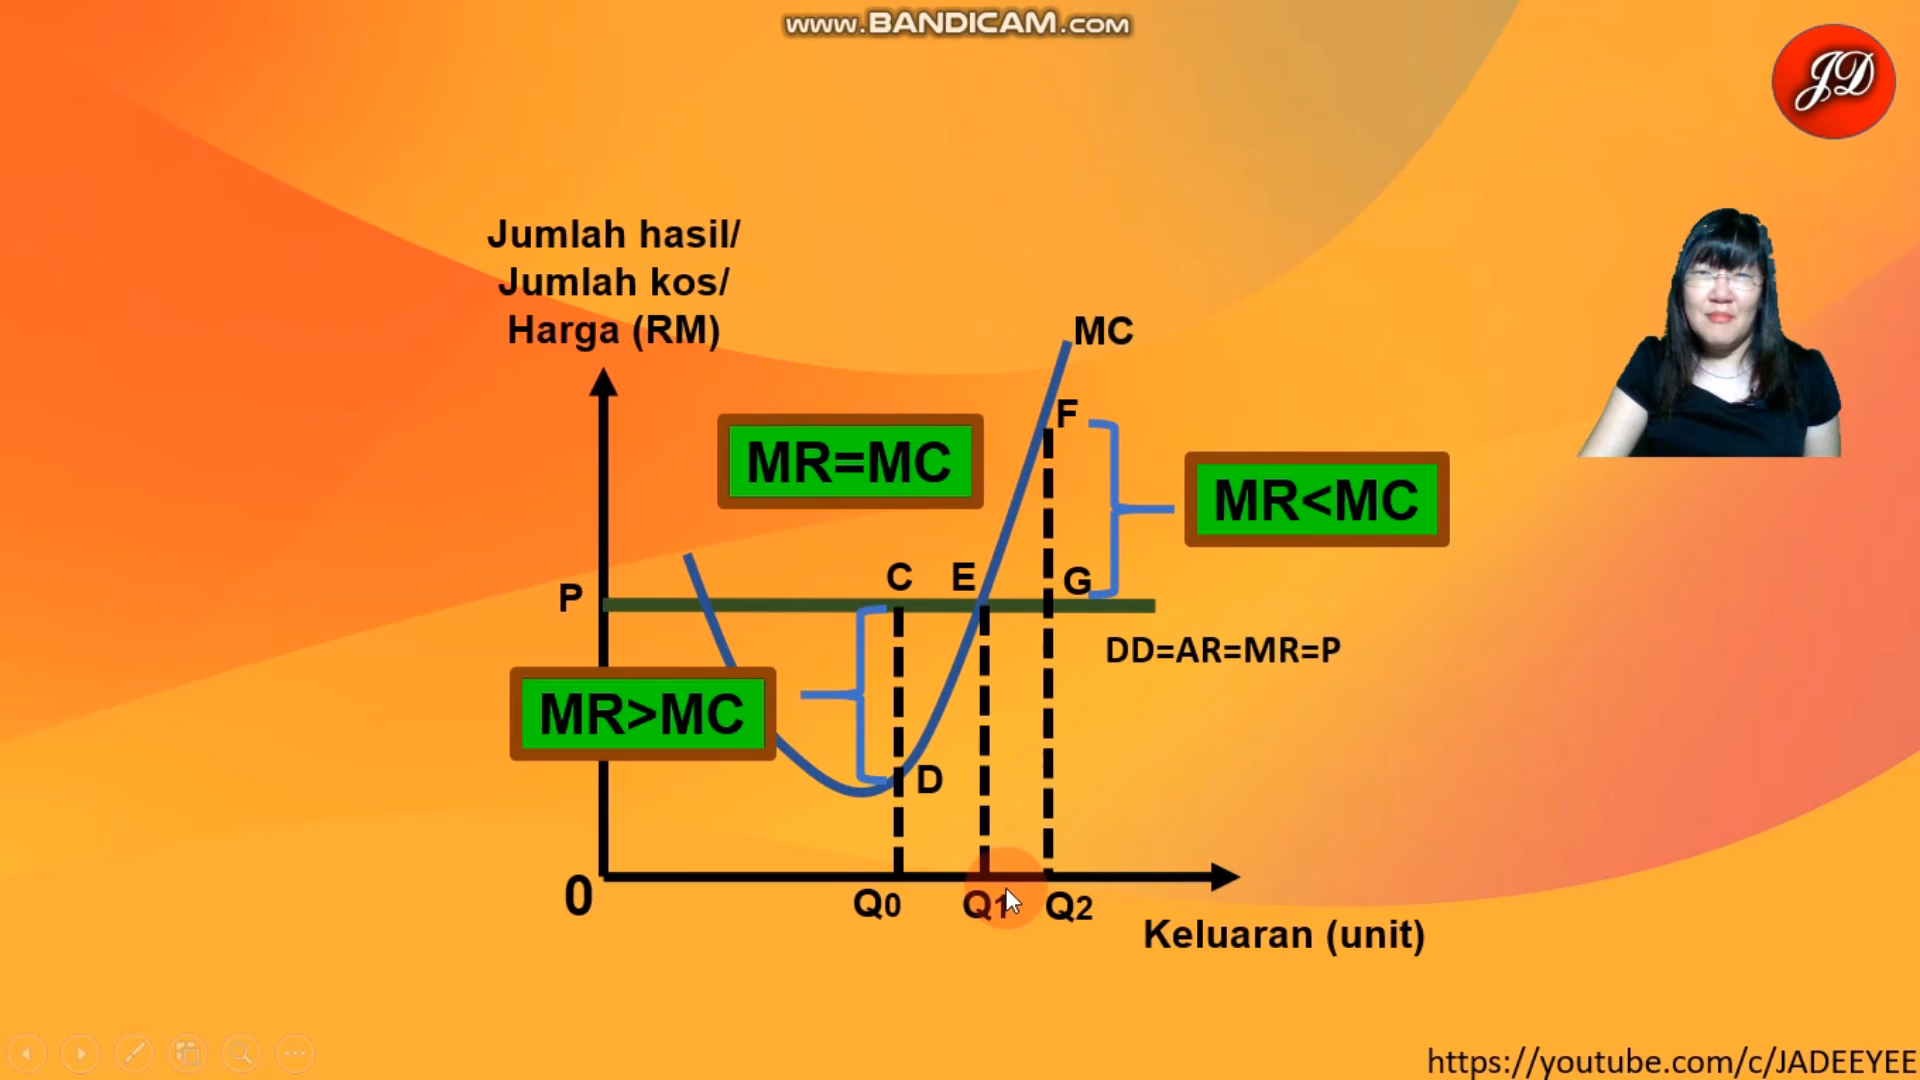 www.BANDICAM.com
JD
Jumlah hasil/
Jumlah kos/
Harga (RM)
MC
F
MR=MC
MR<MC
C E G
P
DD=AR=MR=P
MR>MC
D
0
Q0 Q1 Q2
Keluaran (unit)
https://youtube.com/c/JADEEYEE